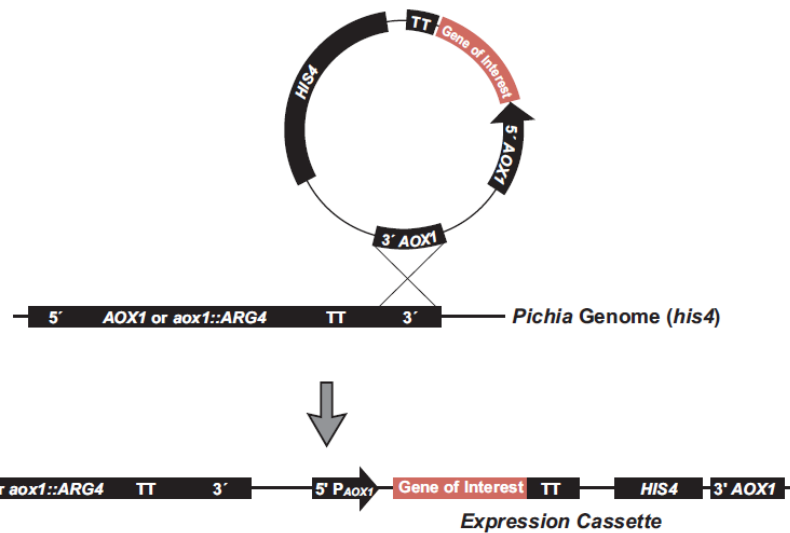 TT
Gene of Interest
HIS4
5´ AOX1
3´ AOX1
5´ AOX1 or aox1::ARG4 TT 3´
Pichia Genome (his4)
r aox1::ARG4 TT 3´ 5' PAOX1 Gene of Interest TT HIS4 3' AOX1
Expression Cassette